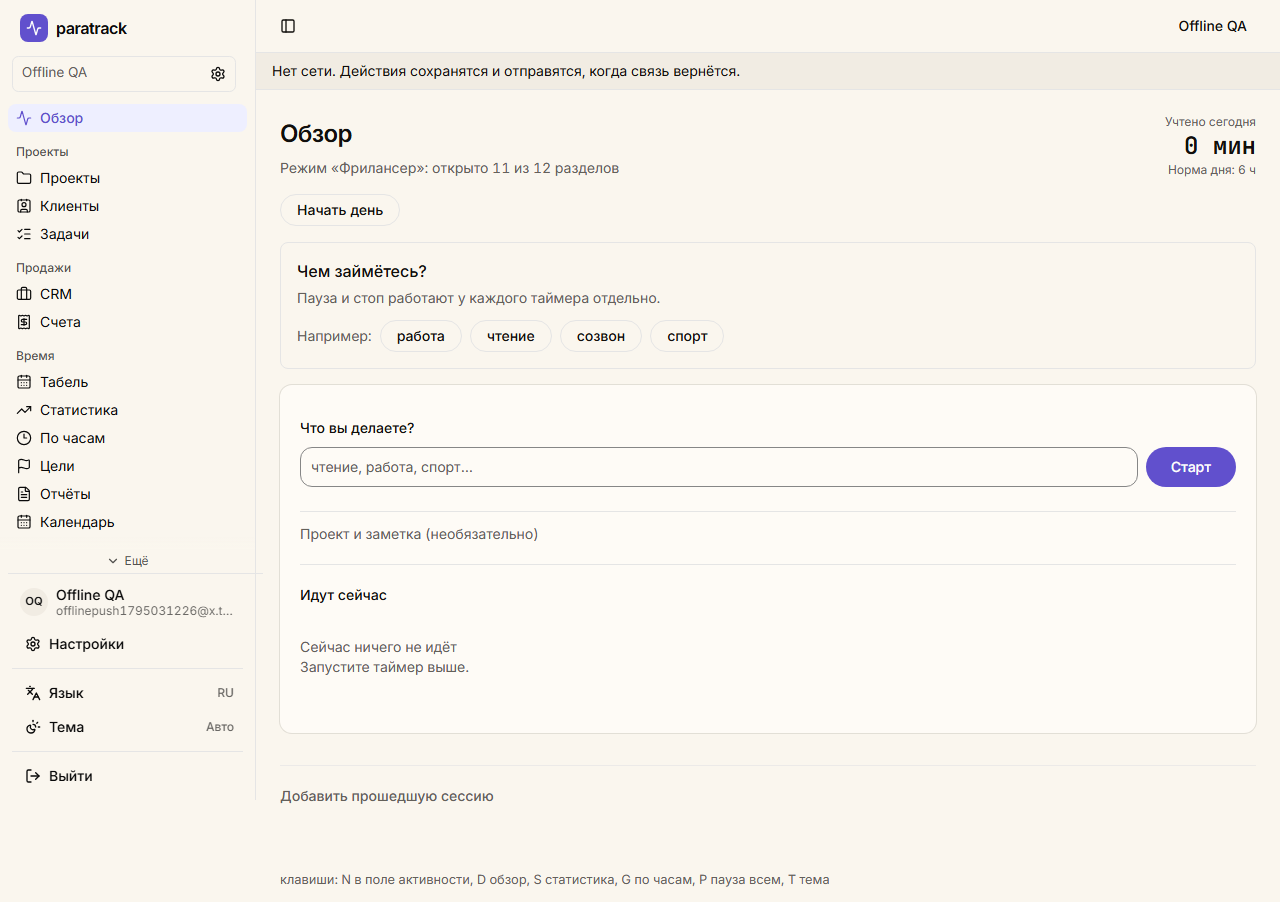 paratrack
Offline QA
Обзор
Проекты
Проекты
Клиенты
Задачи
Продажи
CRM
Счета
Время
Табель
Статистика
По часам
Цели
Отчёты
Календарь
Ещё
OQ
Offline QA
offlinepush1795031226@x.t...
Настройки
Язык RU
Тема Авто
Выйти
Offline QA
Нет сети. Действия сохранятся и отправятся, когда связь вернётся.
Обзор
Режим «Фрилансер»: открыто 11 из 12 разделов
Учтено сегодня
0 мин
Норма дня: 6 ч
Начать день
Чем займётесь?
Пауза и стоп работают у каждого таймера отдельно.
Например: работа чтение созвон спорт
Что вы делаете?
чтение, работа, спорт... Старт
Проект и заметка (необязательно)
Идут сейчас
Сейчас ничего не идёт
Запустите таймер выше.
Добавить прошедшую сессию
клавиши: N в поле активности, D обзор, S статистика, G по часам, P пауза всем, T тема